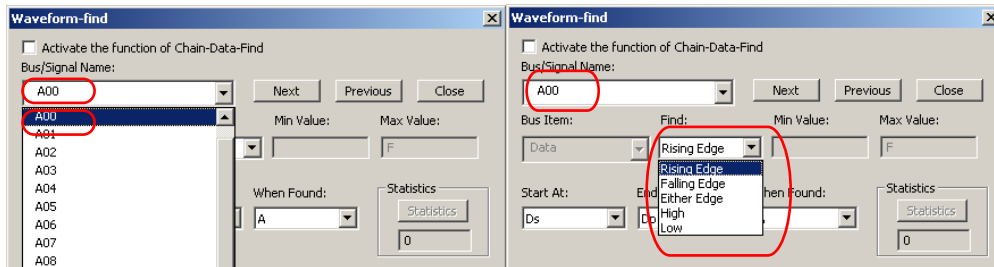 Waveform-find
Activate the function of Chain-Data-Find
Bus/Signal Name:
A00
Next
Previous
Close
A00
A01
A02
A03
A04
A05
A06
A07
A08
Min Value:
Max Value:
F
When Found:
A
Statistics
Statistics
0
Waveform-find
Activate the function of Chain-Data-Find
Bus/Signal Name:
A00
Next
Previous
Close
Bus Item:
Find:
Min Value:
Max Value:
Data
Rising Edge
F
Rising Edge
Falling Edge
Either Edge
High
Low
Start At:
Ds
Statistics
Statistics
0